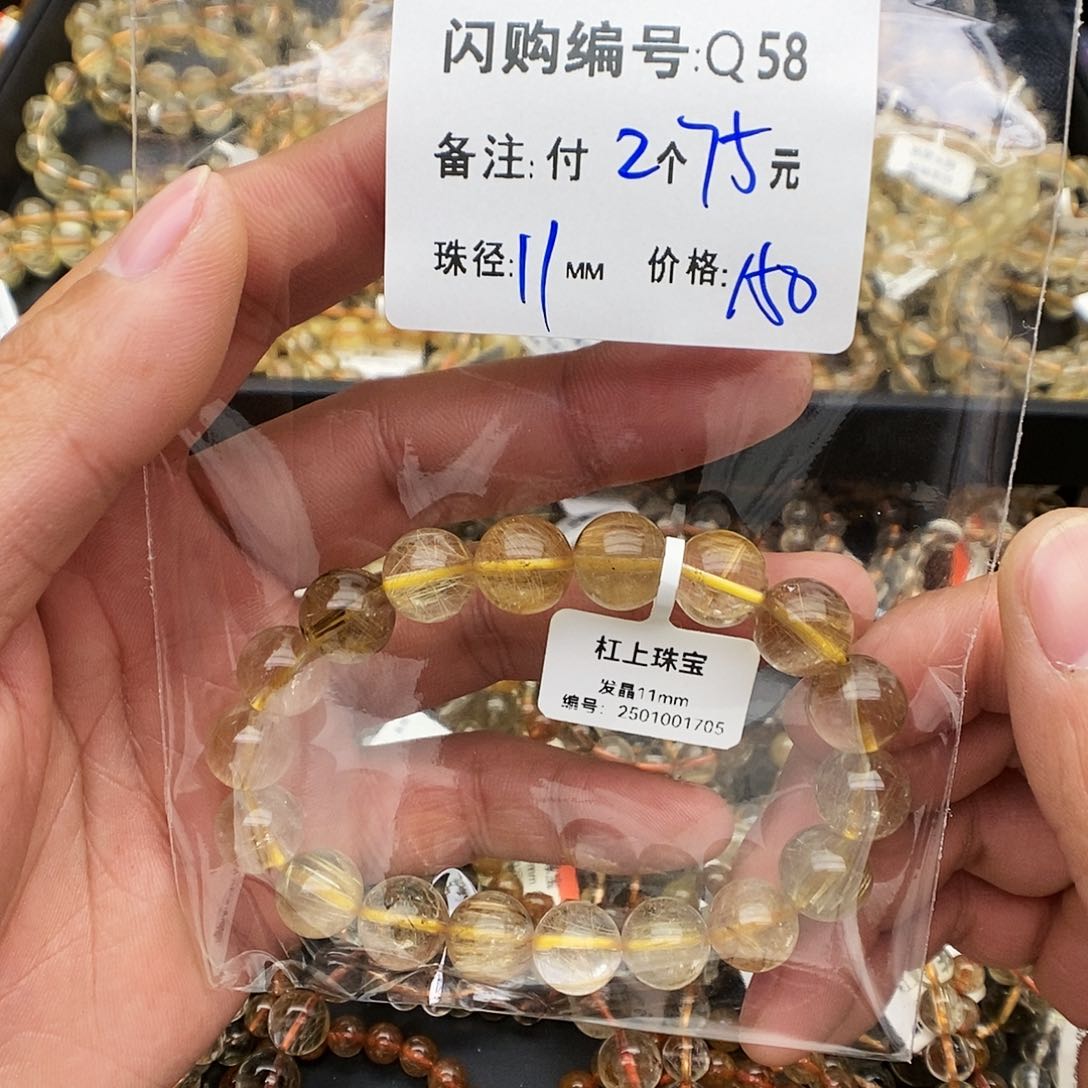 闪购编号:Q58
备注:付 2个75元
珠径:11MM 价格:150
杠上珠宝
发晶11mm
编号: 2501001705